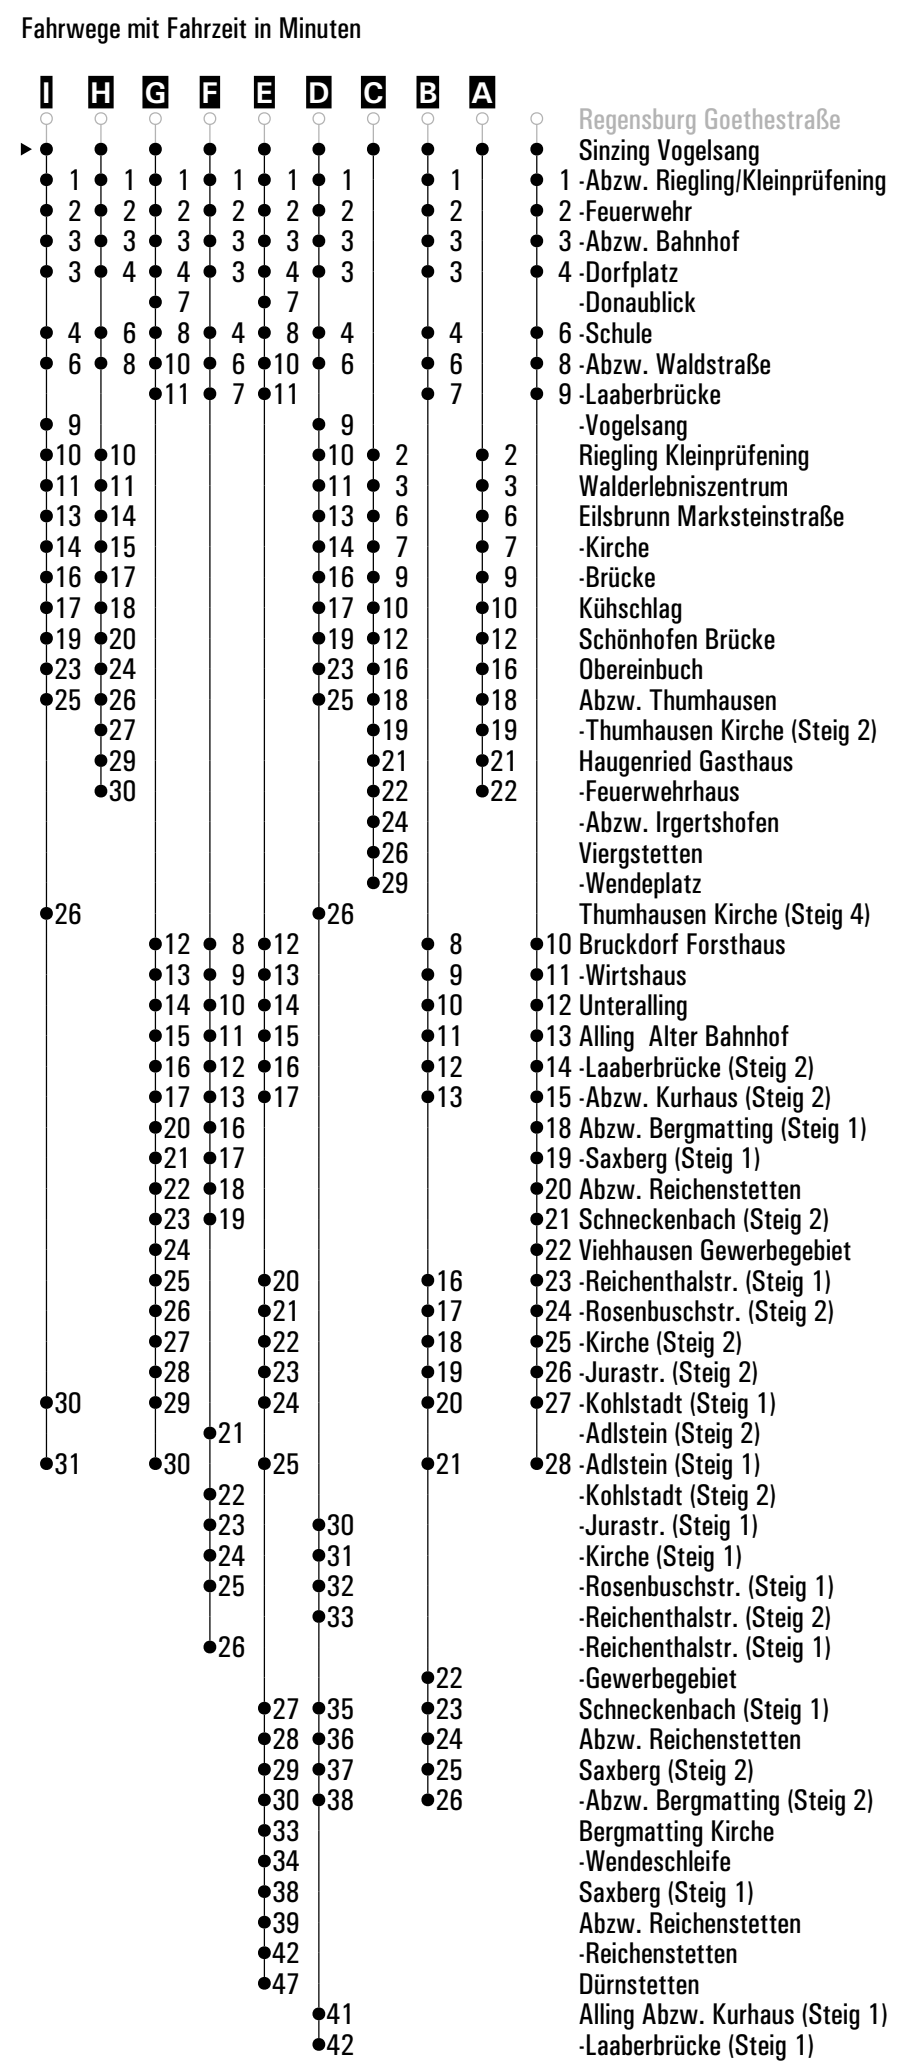 Fahrwege mit Fahrzeit in Minuten
I H G F E D C B A
Regensburg Goethestraße
Sinzing Vogelsang
1 1 1 1 1 1 1 1 -Abzw. Riegling/Kleinprüfening
2 2 2 2 2 2 2 2 -Feuerwehr
3 3 3 3 3 3 3 3 -Abzw. Bahnhof
3 4 4 3 4 3 3 4 -Dorfplatz
7 7 -Donaublick
4 6 8 4 8 4 4 6 -Schule
6 8 10 6 10 6 6 8 -Abzw. Waldstraße
11 7 11 7 9 -Laaberbrücke
9 9 -Vogelsang
10 10 10 2 2 Riegling Kleinprüfening
11 11 11 3 3 Walderlebniszentrum
13 14 13 6 6 Eilsbrunn Marksteinstraße
14 15 14 7 7 -Kirche
16 17 16 9 9 -Brücke
17 18 17 10 10 Kühschlag
19 20 19 12 12 Schönhofen Brücke
23 24 23 16 16 Obereinbuch
25 26 25 18 18 Abzw. Thumhausen
27 19 19 -Thumhausen Kirche (Steig 2)
29 21 21 Haugenried Gasthaus
30 22 22 -Feuerwehrhaus
24 -Abzw. Irgertshofen
26 Viergstetten
29 -Wendeplatz
26 26 Thumhausen Kirche (Steig 4)
12 8 12 8 10 Bruckdorf Forsthaus
13 9 13 9 11 -Wirtshaus
14 10 14 10 12 Unteralling
15 11 15 11 13 Alling Alter Bahnhof
16 12 16 12 14 -Laaberbrücke (Steig 2)
17 13 17 13 15 -Abzw. Kurhaus (Steig 2)
20 16 18 Abzw. Bergmatting (Steig 1)
21 17 19 -Saxberg (Steig 1)
22 18 20 Abzw. Reichenstetten
23 19 21 Schneckenbach (Steig 2)
24 22 Viehhausen Gewerbegebiet
25 20 16 23 -Reichenthalstr. (Steig 1)
26 21 17 24 -Rosenbuschstr. (Steig 2)
27 22 18 25 -Kirche (Steig 2)
28 23 19 26 -Jurastr. (Steig 2)
30 29 24 20 27 -Kohlstadt (Steig 1)
21 -Adlstein (Steig 2)
31 30 25 21 28 -Adlstein (Steig 1)
22 -Kohlstadt (Steig 2)
23 30 -Jurastr. (Steig 1)
24 31 -Kirche (Steig 1)
25 32 -Rosenbuschstr. (Steig 1)
33 -Reichenthalstr. (Steig 2)
26 -Reichenthalstr. (Steig 1)
22 -Gewerbegebiet
27 35 23 Schneckenbach (Steig 1)
28 36 24 Abzw. Reichenstetten
29 37 25 Saxberg (Steig 2)
30 38 26 -Abzw. Bergmatting (Steig 2)
33 Bergmatting Kirche
34 -Wendeschleife
38 Saxberg (Steig 1)
39 Abzw. Reichenstetten
42 -Reichenstetten
47 Dürnstetten
41 Alling Abzw. Kurhaus (Steig 1)
42 -Laaberbrücke (Steig 1)